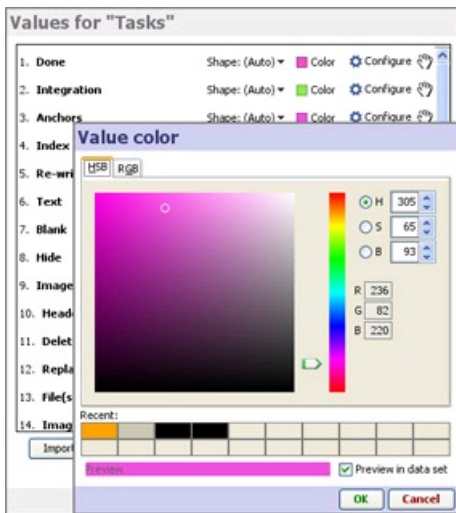 Values for "Tasks"
1. Done Shape: (Auto) Color Configure
2. Integration Shape: (Auto) Color Configure
3. Anchors Shape: (Auto) Color Configure
4. Index
5. Re-wri
6. Text
7. Blank
8. Hide
9. Image
10. Head
11. Delet
12. Repla
13. File(s
14. Imag
Import
Value color
HSB RGB
H 305
S 65
B 93
R 236
G 82
B 220
Recent:
Preview
Preview in data set
OK Cancel